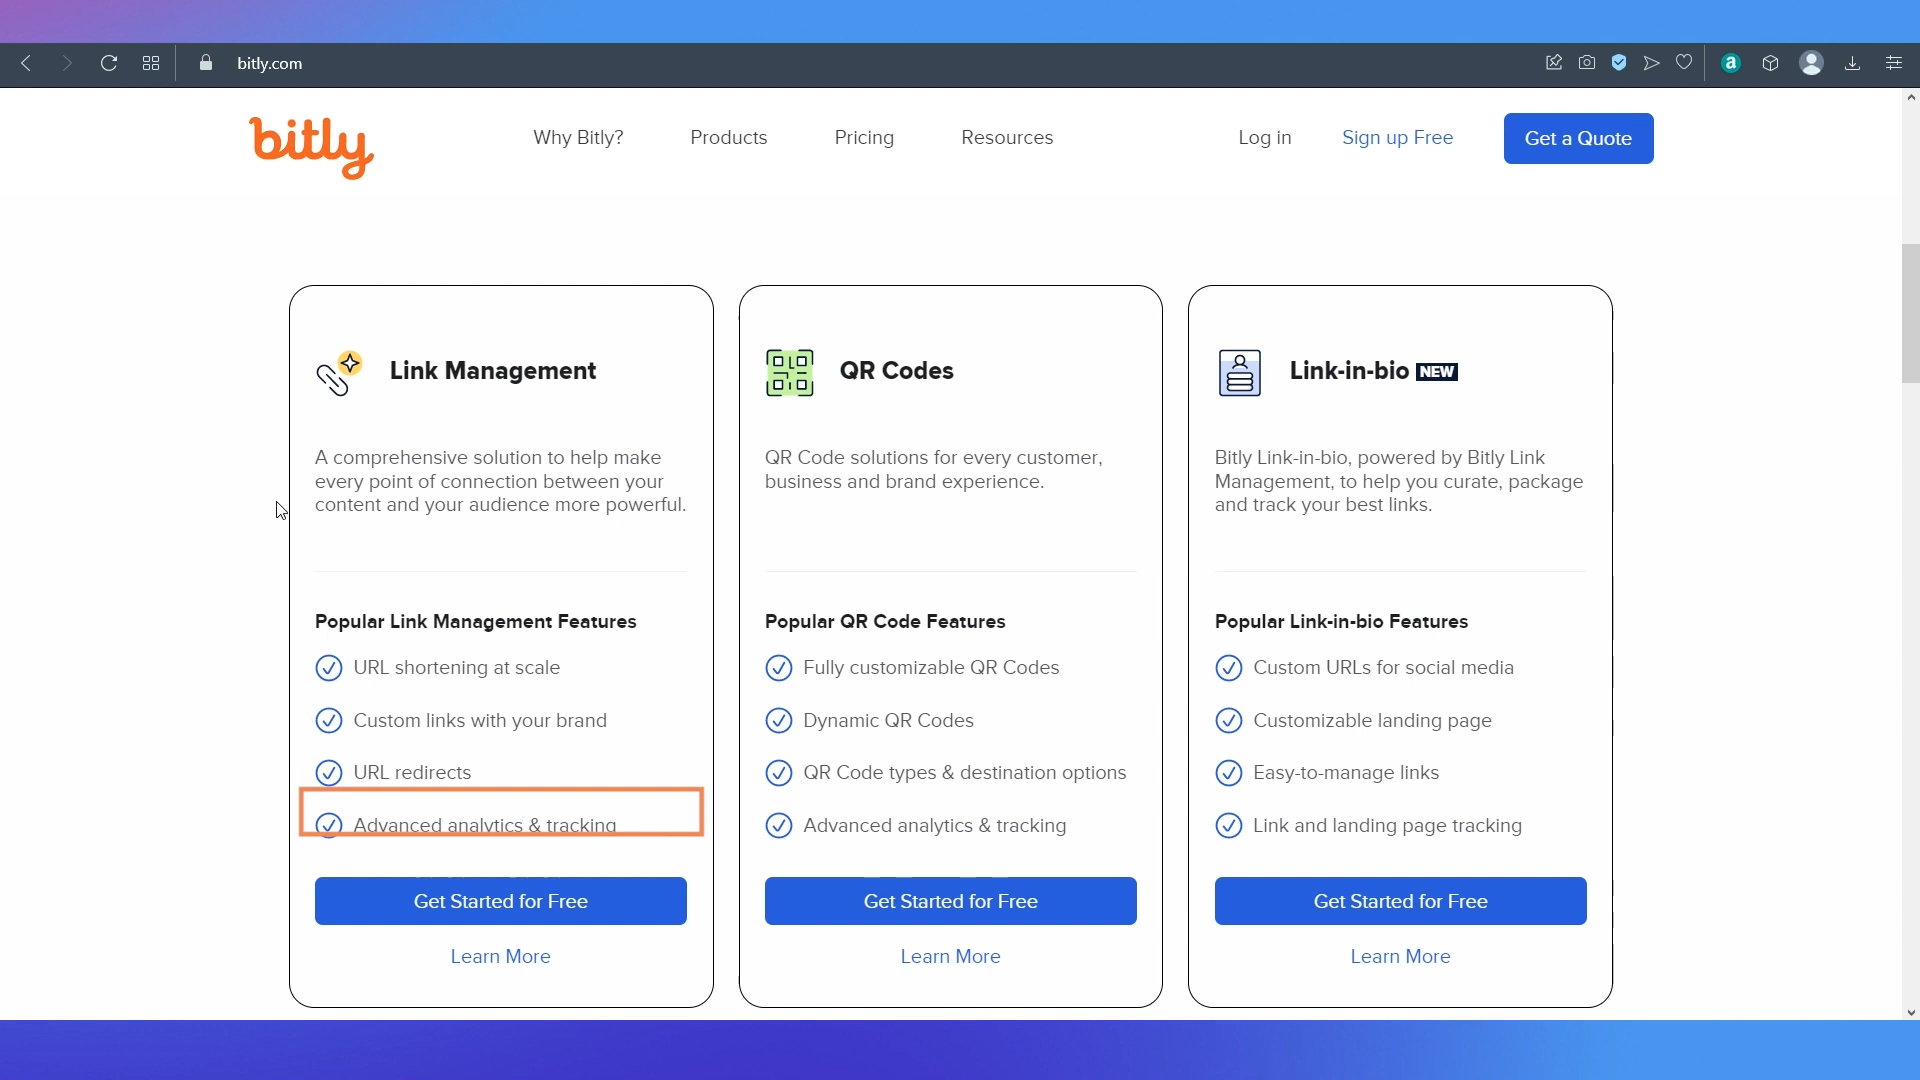 bitly.com
a
bitly
Why Bitly? Products Pricing Resources Log in Sign up Free Get a Quote
Link Management
A comprehensive solution to help make
every point of connection between your
content and your audience more powerful.
Popular Link Management Features
URL shortening at scale
Custom links with your brand
URL redirects
Advanced analytics & tracking
Get Started for Free
Learn More
QR Codes
QR Code solutions for every customer,
business and brand experience.
Popular QR Code Features
Fully customizable QR Codes
Dynamic QR Codes
QR Code types & destination options
Advanced analytics & tracking
Get Started for Free
Learn More
Link-in-bio NEW
Bitly Link-in-bio, powered by Bitly Link
Management, to help you curate, package
and track your best links.
Popular Link-in-bio Features
Custom URLs for social media
Customizable landing page
Easy-to-manage links
Link and landing page tracking
Get Started for Free
Learn More